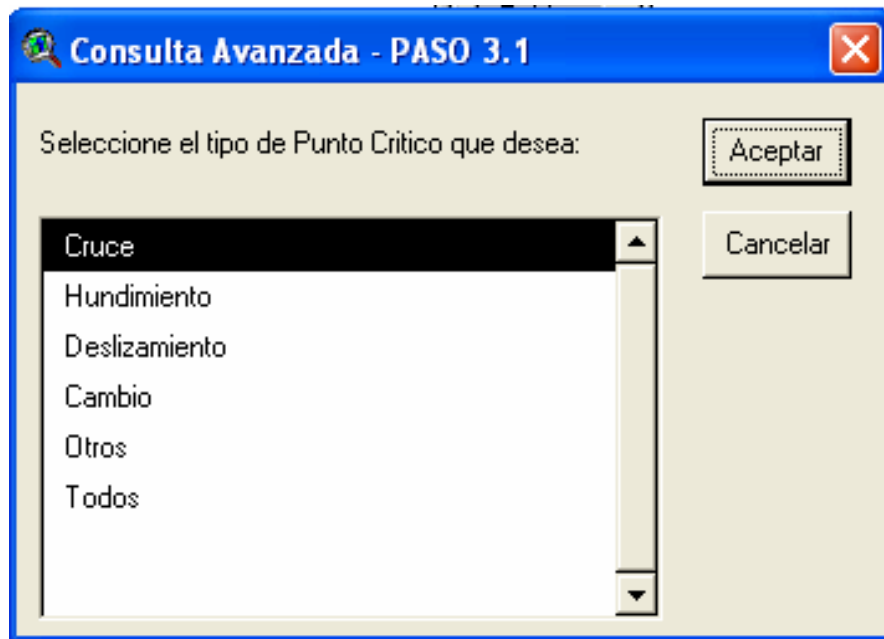 Consulta Avanzada - PASO 3.1
Seleccione el tipo de Punto Critico que desea:
Aceptar
Cancelar
Cruce
Hundimiento
Deslizamiento
Cambio
Otros
Todos